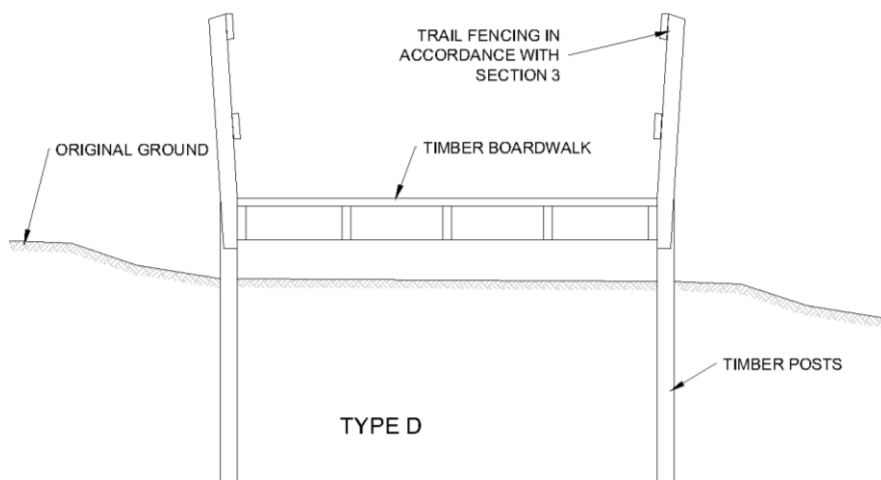 TRAIL FENCING IN
ACCORDANCE WITH
SECTION 3
ORIGINAL GROUND
TIMBER BOARDWALK
TIMBER POSTS
TYPE D